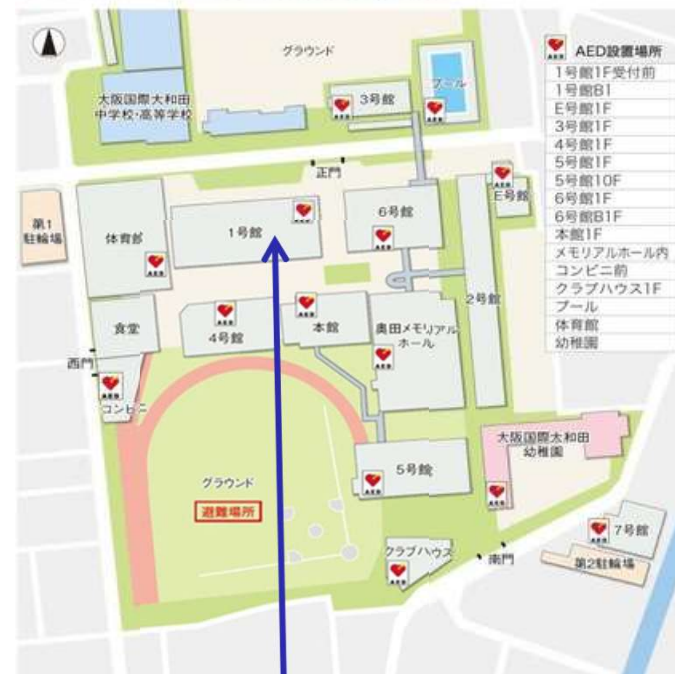 グラウンド
AED設置場所
1号館1F受付前
1号館B1
E号館1F
3号館1F
4号館1F
5号館1F
5号館10F
6号館1F
6号館B1F
本館1F
メモリアルホール内
コンビニ前
クラブハウス1F
プール
体育館
幼稚園
大阪国際大和田
中学校・高等学校
3号館
プール
正門
E号館
第1
駐輪場
体育館
1号館
6号館
2号館
食堂
4号館
本館
奥田メモリアル
ホール
西門
コンビニ
大阪国際大和田
幼稚園
グラウンド
避難場所
5号館
クラブハウス
南門
7号館
第2駐輪場